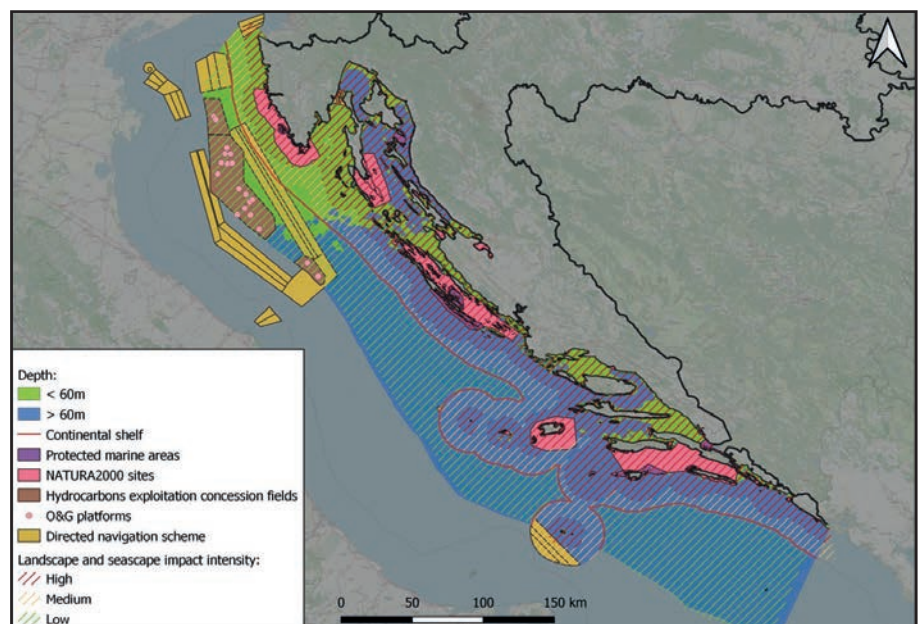 Depth:
< 60m
> 60m
Continental shelf
Protected marine areas
NATURA2000 sites
Hydrocarbons exploitation concession fields
O&G platforms
Directed navigation scheme
Landscape and seascape impact intensity:
High
Medium
Low
0 50 100 150 km